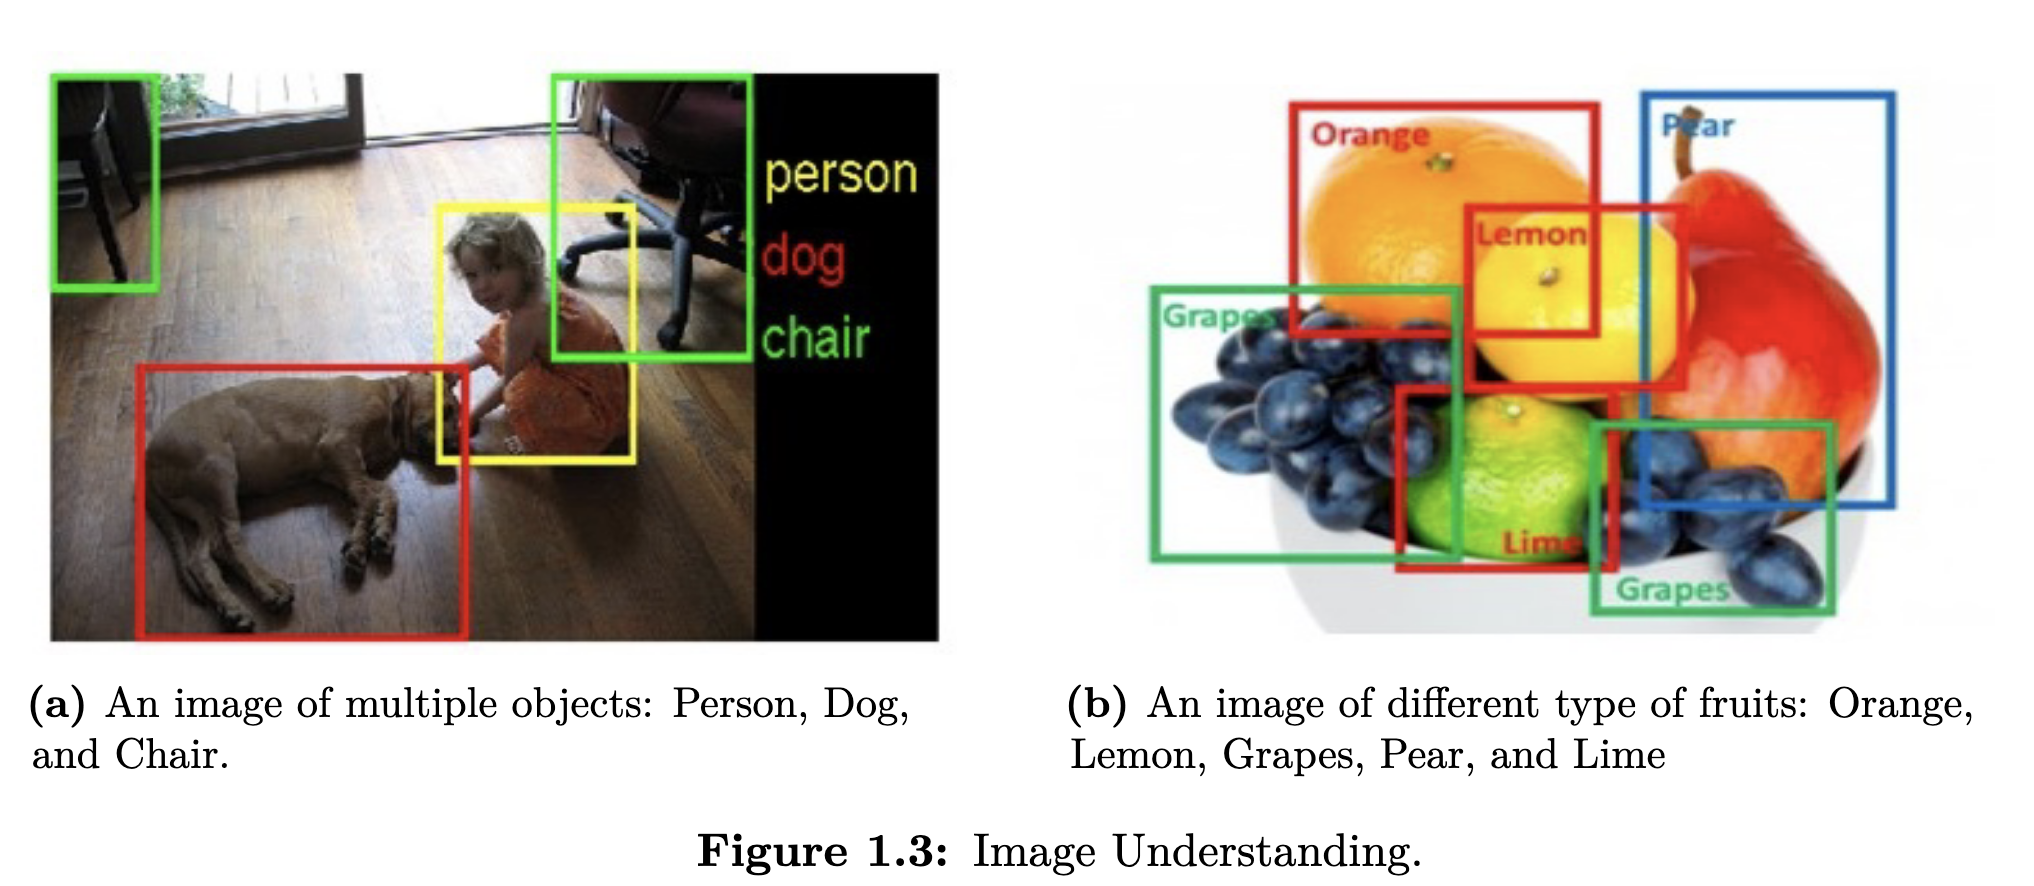 person
dog
chair
Orange
Pear
Lemon
Grapes
Lime
Grapes
(a) An image of multiple objects: Person, Dog,
and Chair.
(b) An image of different type of fruits: Orange,
Lemon, Grapes, Pear, and Lime
Figure 1.3: Image Understanding.